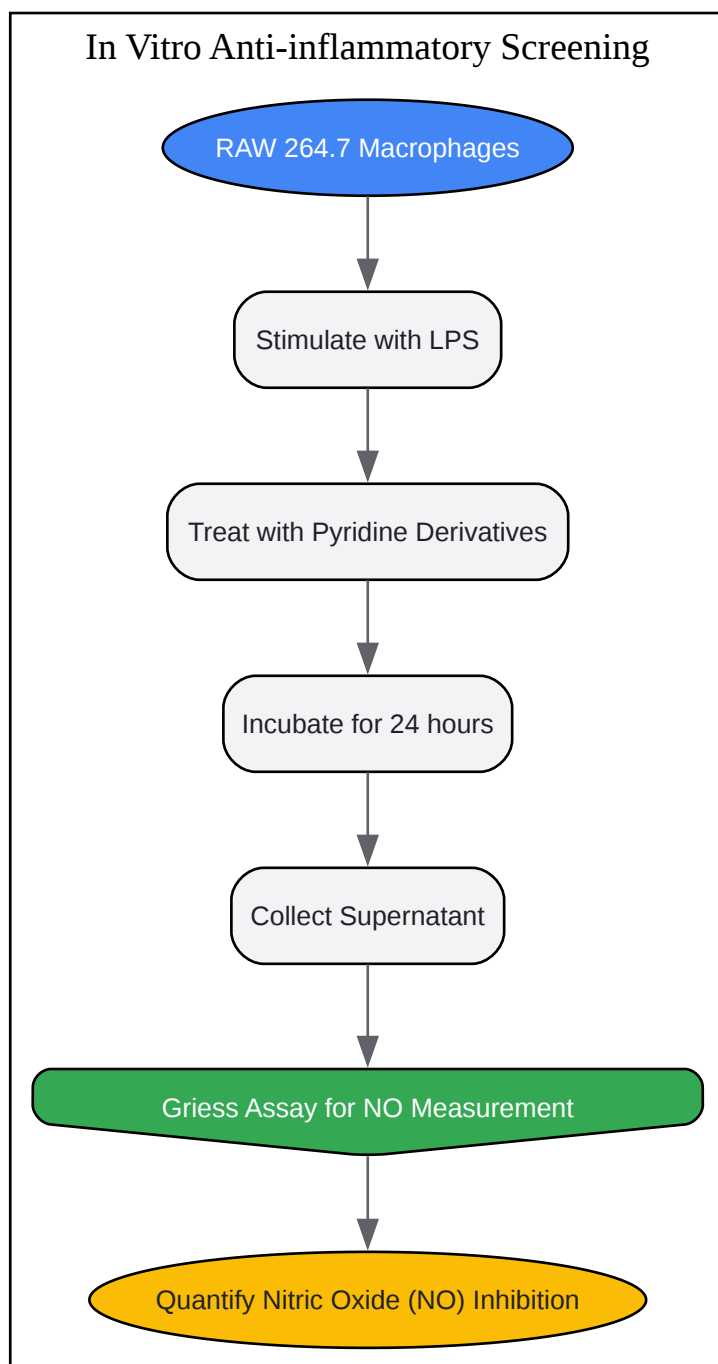 In Vitro Anti-inflammatory Screening
RAW 264.7 Macrophages
Stimulate with LPS
Treat with Pyridine Derivatives
Incubate for 24 hours
Collect Supernatant
Griess Assay for NO Measurement
Quantify Nitric Oxide (NO) Inhibition